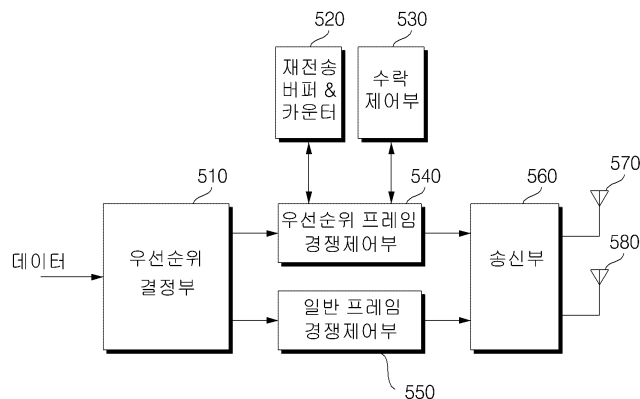 520
530
재전송
버퍼 &
카운터
수락
제어부
510
540
560
570
580
데이터
우선순위
결정부
우선순위 프레임
경쟁제어부
송신부
일반 프레임
경쟁제어부
550